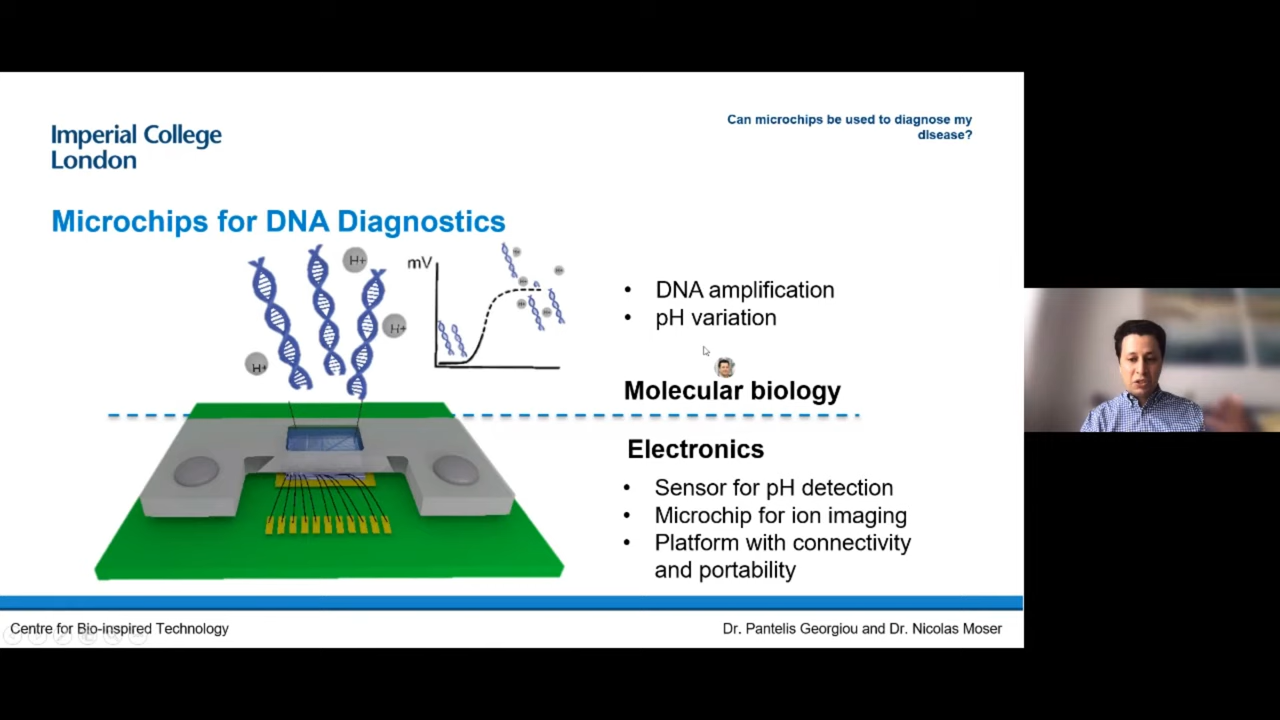 Imperial College
London
Can microchips be used to diagnose my
disease?
Microchips for DNA Diagnostics
H+
mV
H+
H+
• DNA amplification
• pH variation
Molecular biology
Electronics
• Sensor for pH detection
• Microchip for ion imaging
• Platform with connectivity
and portability
Centre for Bio-inspired Technology
Dr. Pantelis Georgiou and Dr. Nicolas Moser